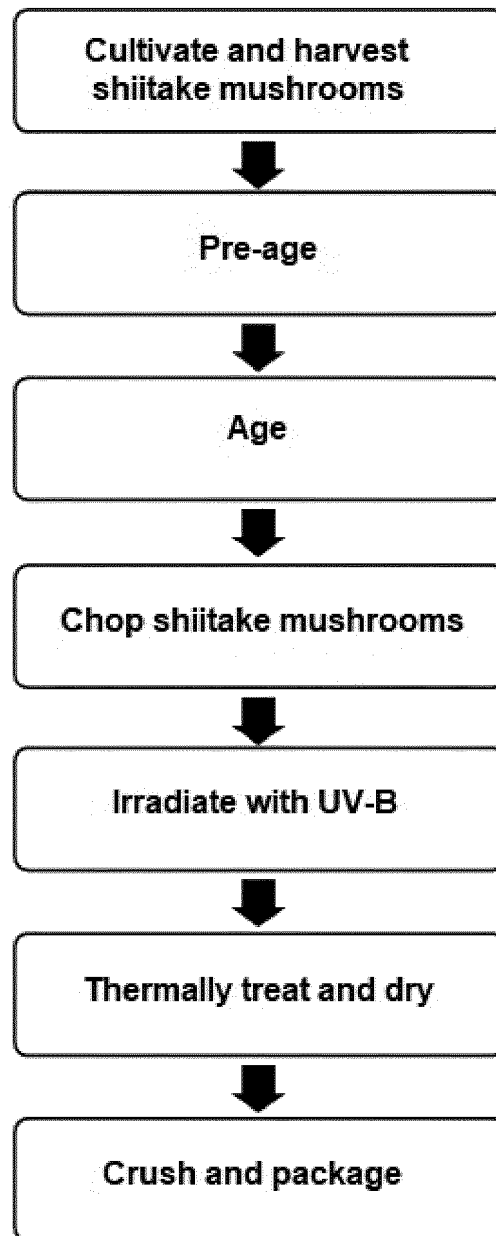 Cultivate and harvest
shiitake mushrooms
Pre-age
Age
Chop shiitake mushrooms
Irradiate with UV-B
Thermally treat and dry
Crush and package